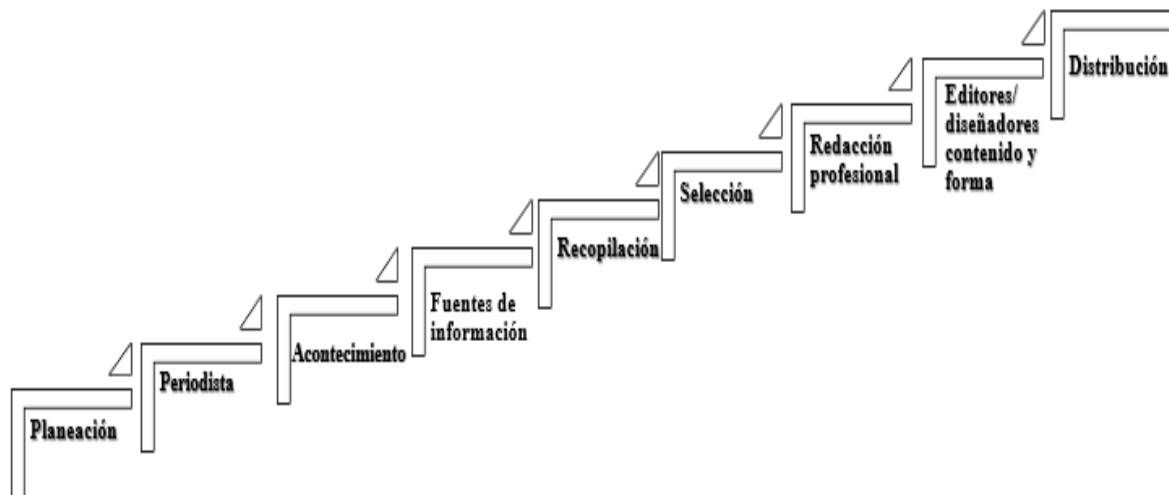 Planeación
Periodista
Acontecimiento
Fuentes de
información
Recopilación
Selección
Redacción
profesional
Editores/
diseñadores
contenido y
forma
Distribución